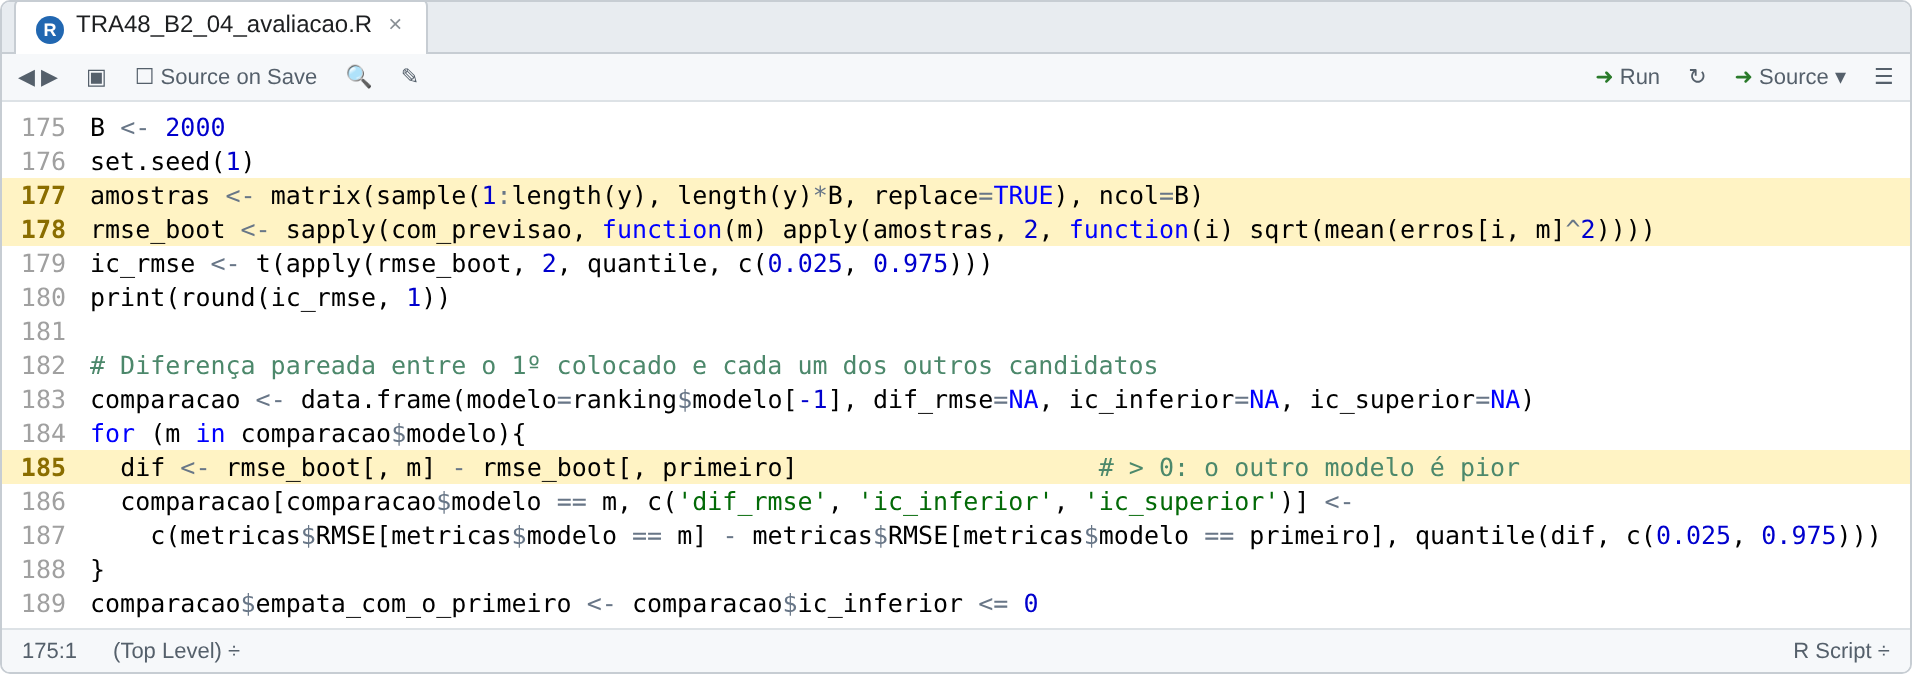 R TRA48_B2_04_avaliacao.R ×
Source on Save Run Source
175 B <- 2000
176 set.seed(1)
177 amostras <- matrix(sample(1:length(y), length(y)*B, replace=TRUE), ncol=B)
178 rmse_boot <- sapply(com_previsao, function(m) apply(amostras, 2, function(i) sqrt(mean(erros[i, m]^2))))
179 ic_rmse <- t(apply(rmse_boot, 2, quantile, c(0.025, 0.975)))
180 print(round(ic_rmse, 1))
181
182 # Diferença pareada entre o 1º colocado e cada um dos outros candidatos
183 comparacao <- data.frame(modelo=ranking$modelo[-1], dif_rmse=NA, ic_inferior=NA, ic_superior=NA)
184 for (m in comparacao$modelo){
185   dif <- rmse_boot[, m] - rmse_boot[, primeiro]                    # > 0: o outro modelo é pior
186   comparacao[comparacao$modelo == m, c('dif_rmse', 'ic_inferior', 'ic_superior')] <-
187     c(metricas$RMSE[metricas$modelo == m] - metricas$RMSE[metricas$modelo == primeiro], quantile(dif, c(0.025, 0.975)))
188 }
189 comparacao$empata_com_o_primeiro <- comparacao$ic_inferior <= 0
175:1 (Top Level) ÷ R Script ÷